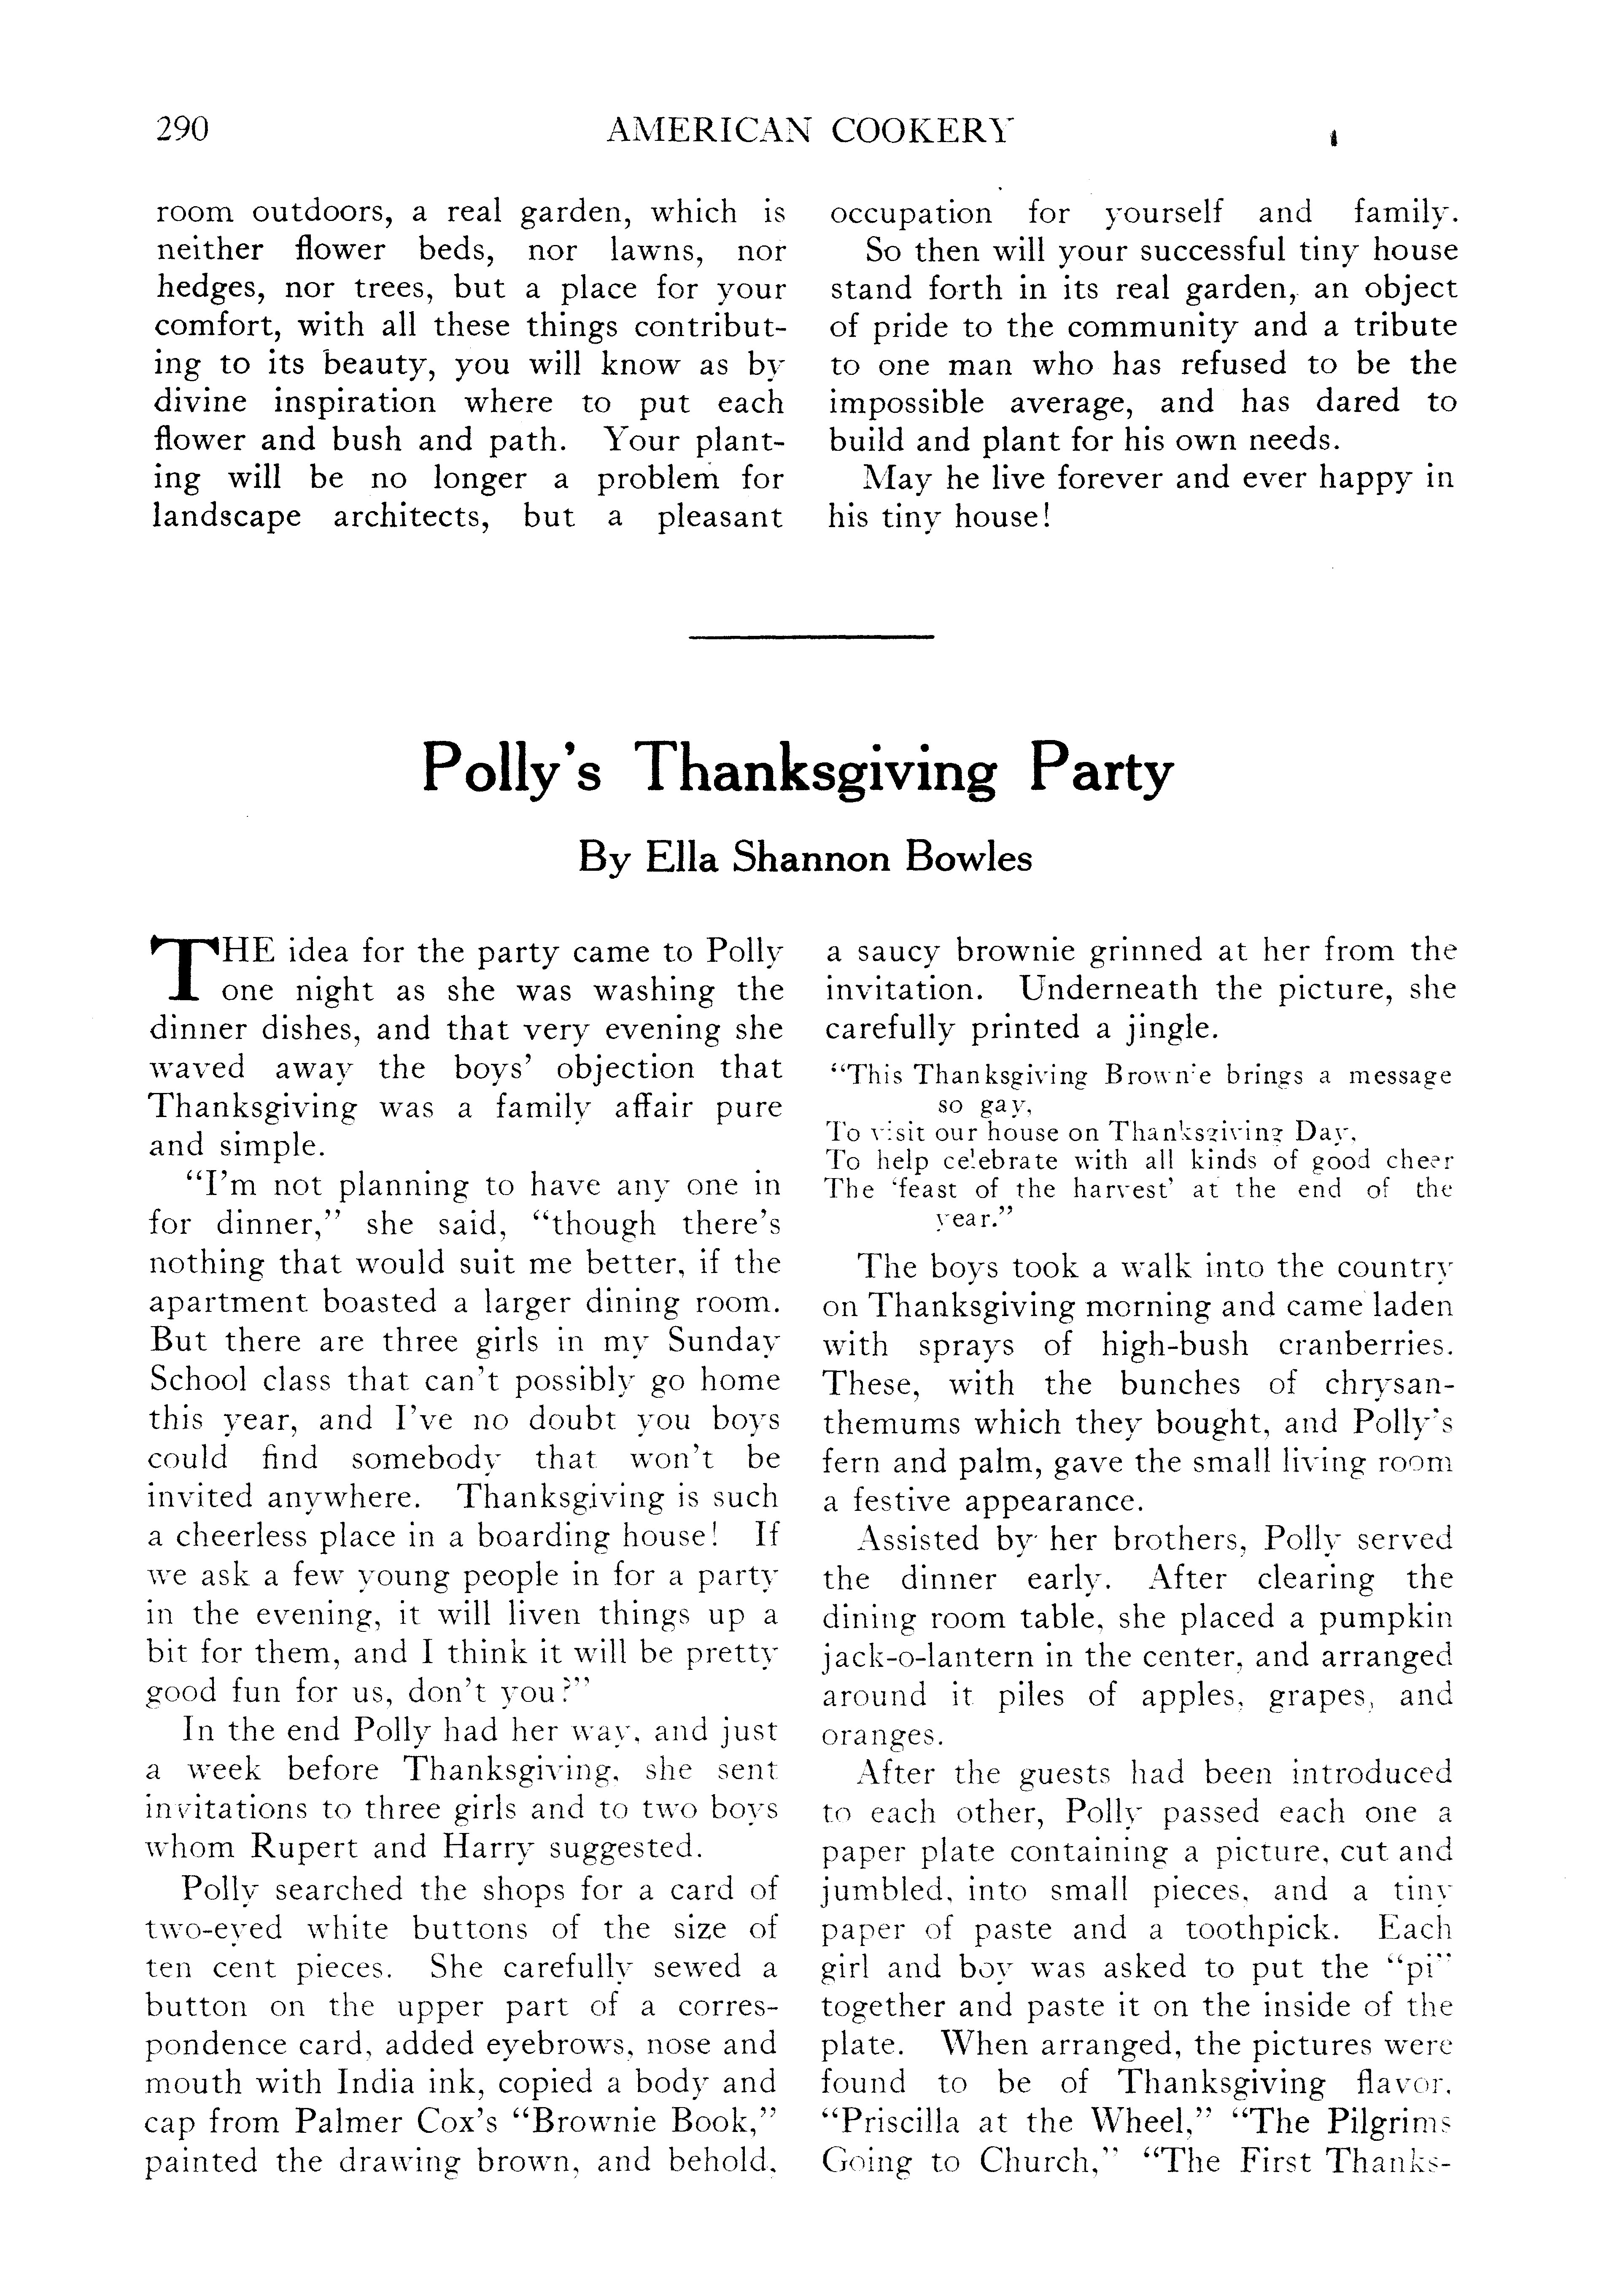 290
AMERICAN COOKERY
room outdoors, a real garden, which is
neither flower beds, nor lawns, nor
hedges, nor trees, but a place for your
comfort, with all these things contribut-
ing to its beauty, you will know as by
divine inspiration where to put each
flower and bush and path. Your plant-
ing will be no longer a problem for
landscape architects, but a pleasant
occupation for yourself and family.
So then will your successful tiny house
stand forth in its real garden, an object
of pride to the community and a tribute
to one man who has refused to be the
impossible average, and has dared to
build and plant for his own needs.
May he live forever and ever happy in
his tiny house!
Polly's Thanksgiving Party
By Ella Shannon Bowles
THE idea for the party came to Polly
one night as she was washing the
dinner dishes, and that very evening she
waved away the boys' objection that
Thanksgiving was a family affair pure
and simple.
"I'm not planning to have any one in
for dinner," she said, "though there's
nothing that would suit me better, if the
apartment boasted a larger dining room.
But there are three girls in my Sunday
School class that can't possibly go home
this year, and I've no doubt you boys
could find somebody that won't be
invited anywhere. Thanksgiving is such
a cheerless place in a boarding house! If
we ask a few young people in for a party
in the evening, it will liven things up a
bit for them, and I think it will be pretty
good fun for us, don't you?"
In the end Polly had her way, and just
a week before Thanksgiving, she sent
invitations to three girls and to two boys
whom Rupert and Harry suggested.
Polly searched the shops for a card of
two-eyed white buttons of the size of
ten cent pieces. She carefully sewed a
button on the upper part of a corres-
pondence card, added eyebrows, nose and
mouth with India ink, copied a body and
cap from Palmer Cox's "Brownie Book,"
painted the drawing brown, and behold,
a saucy brownie grinned at her from the
invitation. Underneath the picture, she
carefully printed a jingle.
"This Thanksgiving Brownie brings a message
so gay,
To visit our house on Thanksgiving Day,
To help celebrate with all kinds of good cheer
The 'feast of the harvest' at the end of the
year."
The boys took a walk into the country
on Thanksgiving morning and came laden
with sprays of high-bush cranberries.
These, with the bunches of chrysan-
themums which they bought, and Polly's
fern and palm, gave the small living room
a festive appearance.
Assisted by her brothers, Polly served
the dinner early. After clearing the
dining room table, she placed a pumpkin
jack-o-lantern in the center, and arranged
around it piles of apples, grapes, and
oranges.
After the guests had been introduced
to each other, Polly passed each one a
paper plate containing a picture, cut and
jumbled, into small pieces, and a tiny
paper of paste and a toothpick. Each
girl and boy was asked to put the "pi"
together and paste it on the inside of the
plate. When arranged, the pictures were
found to be of Thanksgiving flavor.
"Priscilla at the Wheel," "The Pilgrims
Going to Church," "The First Thanks-